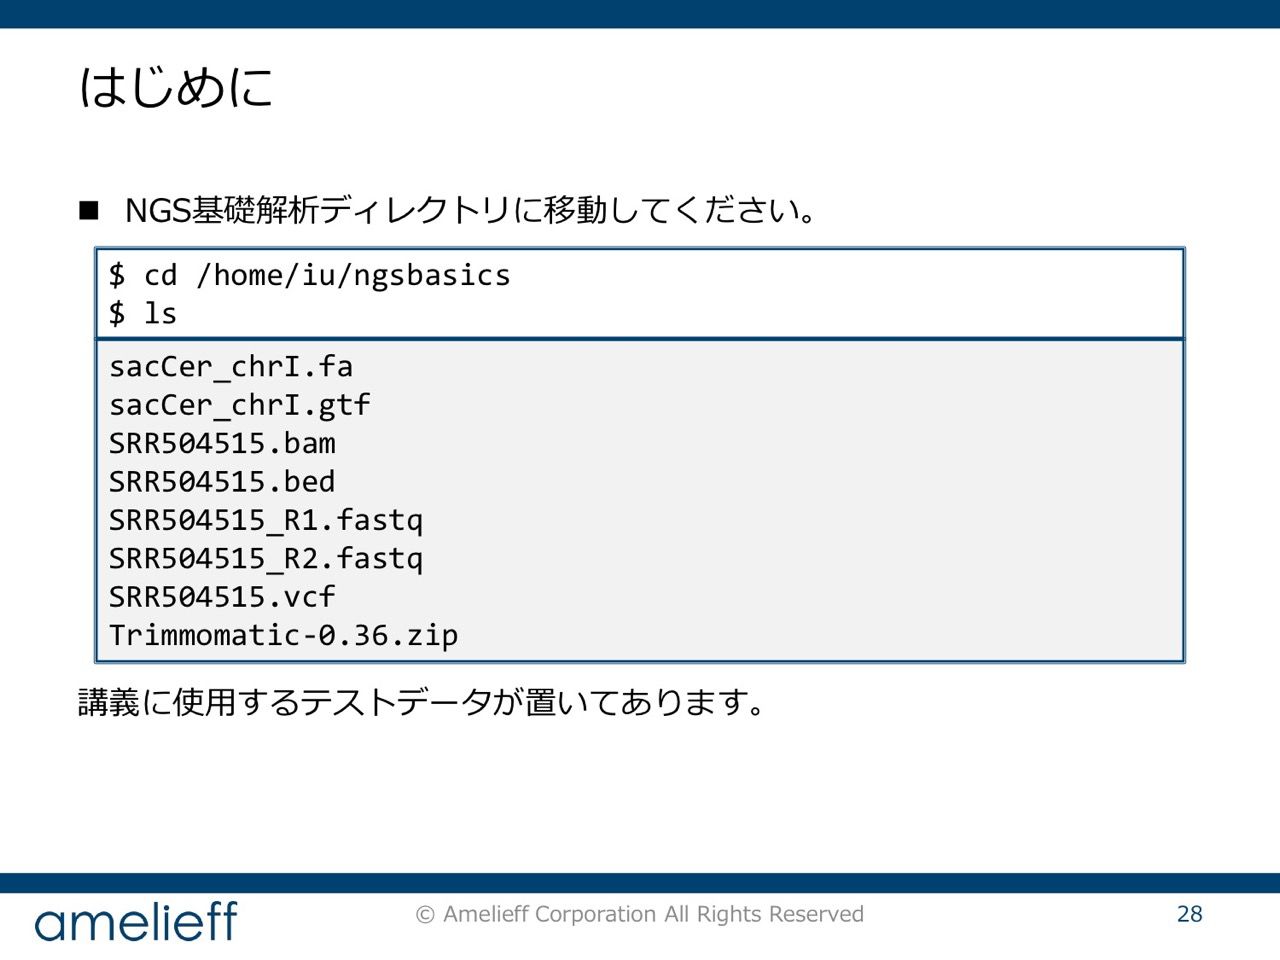 はじめに
■ NGS基礎解析ディレクトリに移動してください。
$ cd /home/iu/ngsbasics
$ ls
sacCer_chrI.fa
sacCer_chrI.gtf
SRR504515.bam
SRR504515.bed
SRR504515_R1.fastq
SRR504515_R2.fastq
SRR504515.vcf
Trimmomatic-0.36.zip
講義に使用するテストデータが置いてあります。
amelieff
© Amelieff Corporation All Rights Reserved
28